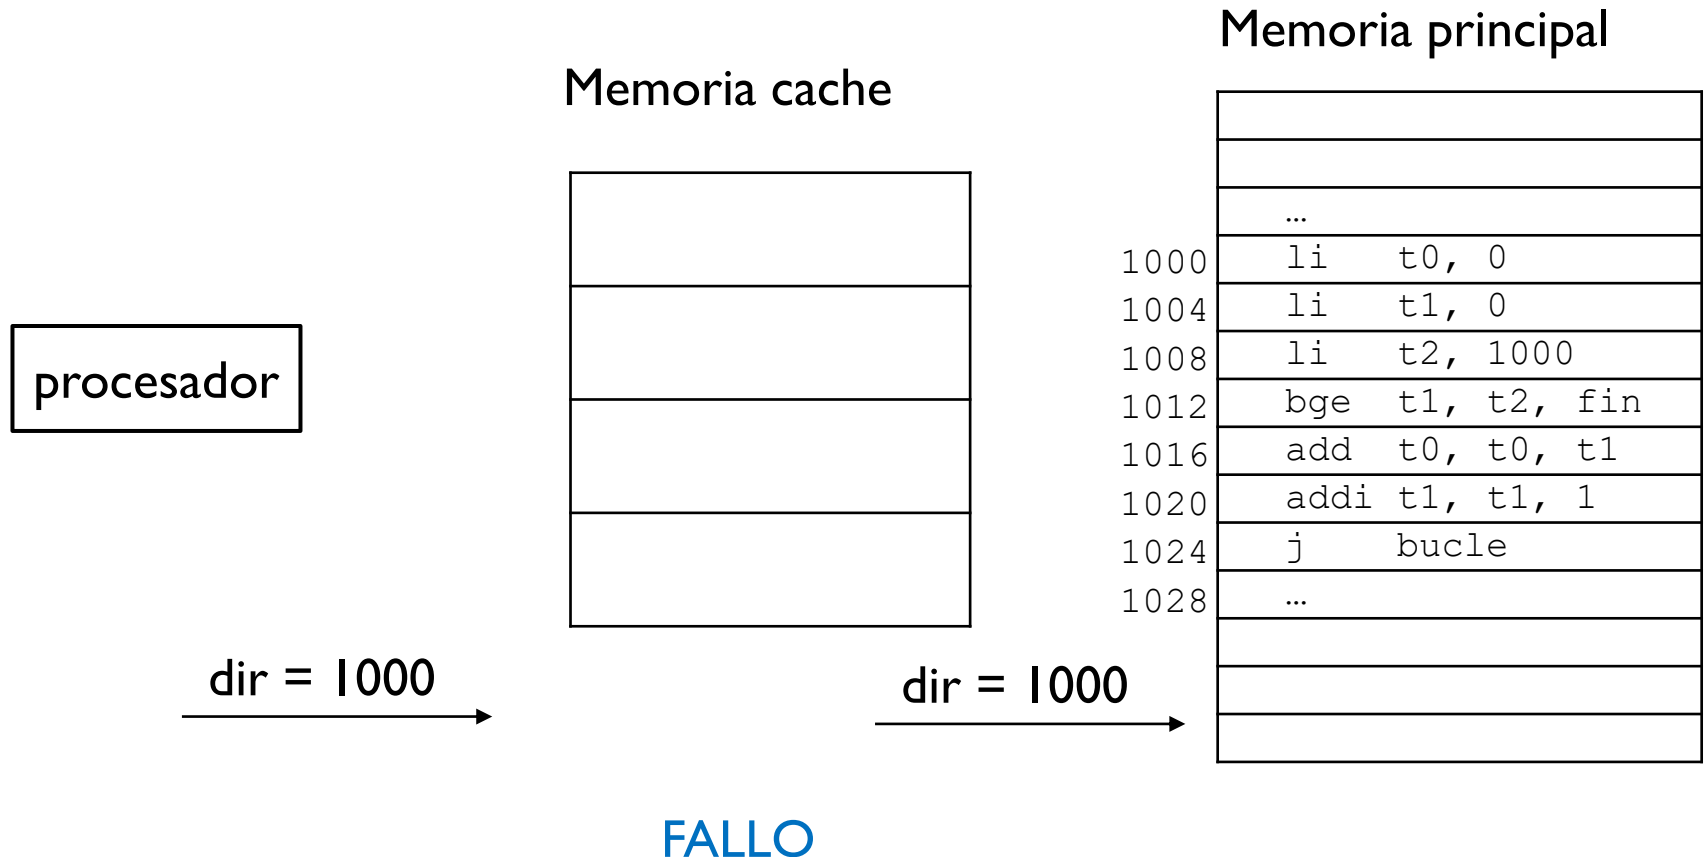 Memoria principal
Memoria cache
…
1000 li t0, 0
1004 li t1, 0
1008 li t2, 1000
procesador
1012 bge t1, t2, fin
1016 add t0, t0, t1
1020 addi t1, t1, 1
1024 j bucle
1028 …
dir = 1000
dir = 1000
FALLO